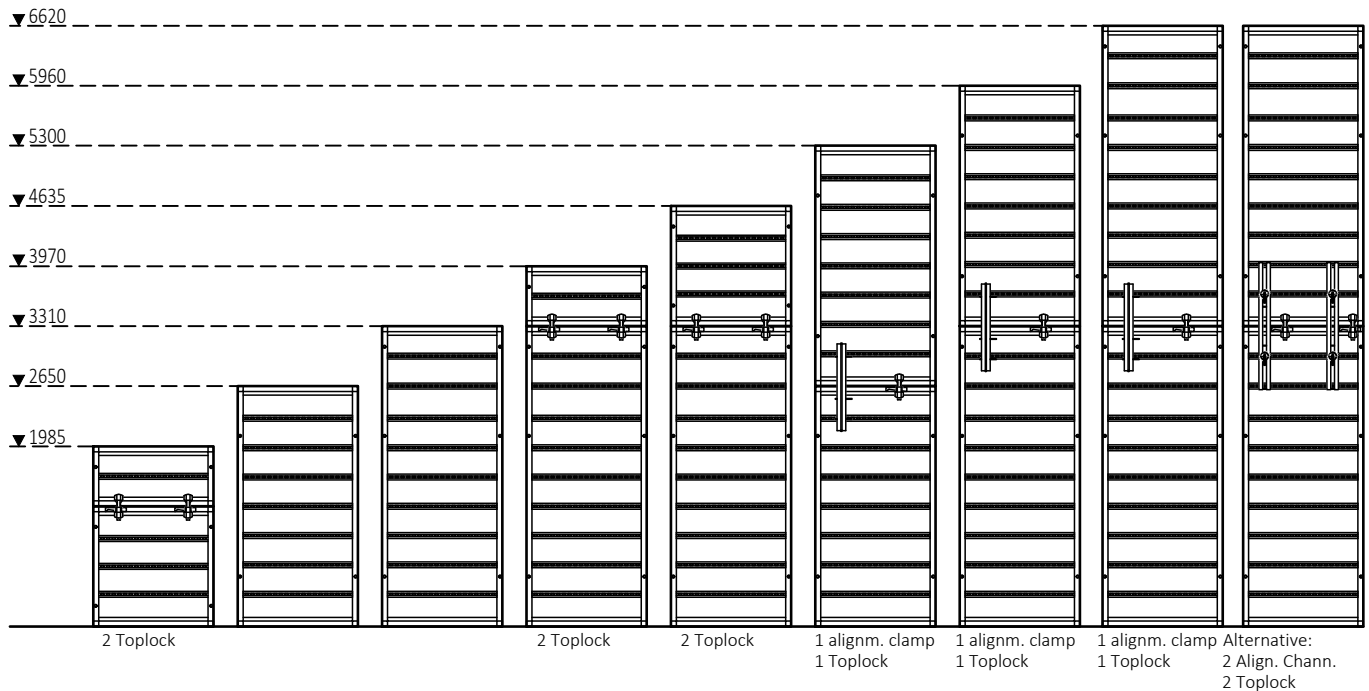 6620
5960
5300
4635
3970
3310
2650
1985
2 Toplock
2 Toplock
2 Toplock
1 alignm. clamp
1 Toplock
1 alignm. clamp
1 Toplock
1 alignm. clamp
1 Toplock
Alternative:
2 Align. Chann.
2 Toplock